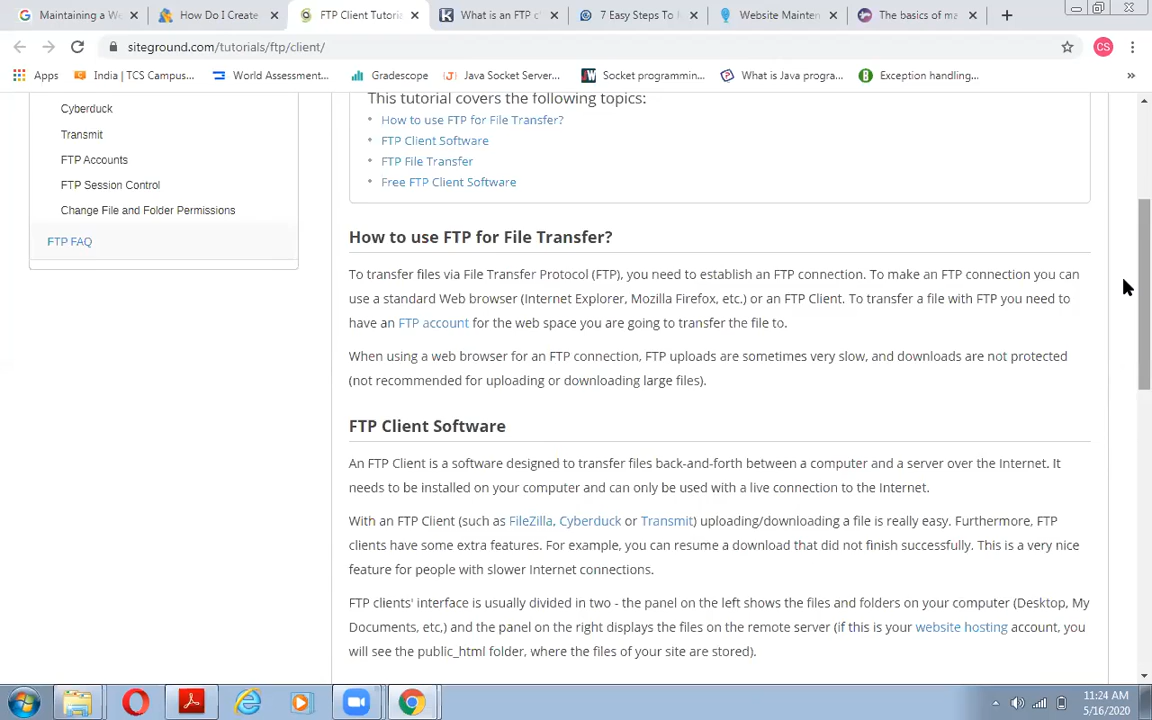 Maintaining a We
How Do I Create
FTP Client Tutoria
What is an FTP cl
7 Easy Steps To
Website Mainten
The basics of ma
siteground.com/tutorials/ftp/client/
CS
Apps
India | TCS Campus...
World Assessment...
Gradescope
Java Socket Server...
Socket programmin...
What is Java progra...
Exception handling...
»
Cyberduck
Transmit
FTP Accounts
FTP Session Control
Change File and Folder Permissions
FTP FAQ
This tutorial covers the following topics:
How to use FTP for File Transfer?
FTP Client Software
FTP File Transfer
Free FTP Client Software
How to use FTP for File Transfer?
To transfer files via File Transfer Protocol (FTP), you need to establish an FTP connection. To make an FTP connection you can
use a standard Web browser (Internet Explorer, Mozilla Firefox, etc.) or an FTP Client. To transfer a file with FTP you need to
have an FTP account for the web space you are going to transfer the file to.
When using a web browser for an FTP connection, FTP uploads are sometimes very slow, and downloads are not protected
(not recommended for uploading or downloading large files).
FTP Client Software
An FTP Client is a software designed to transfer files back-and-forth between a computer and a server over the Internet. It
needs to be installed on your computer and can only be used with a live connection to the Internet.
With an FTP Client (such as FileZilla, Cyberduck or Transmit) uploading/downloading a file is really easy. Furthermore, FTP
clients have some extra features. For example, you can resume a download that did not finish successfully. This is a very nice
feature for people with slower Internet connections.
FTP clients' interface is usually divided in two - the panel on the left shows the files and folders on your computer (Desktop, My
Documents, etc,) and the panel on the right displays the files on the remote server (if this is your website hosting account, you
will see the public_html folder, where the files of your site are stored).
11:24 AM
5/16/2020